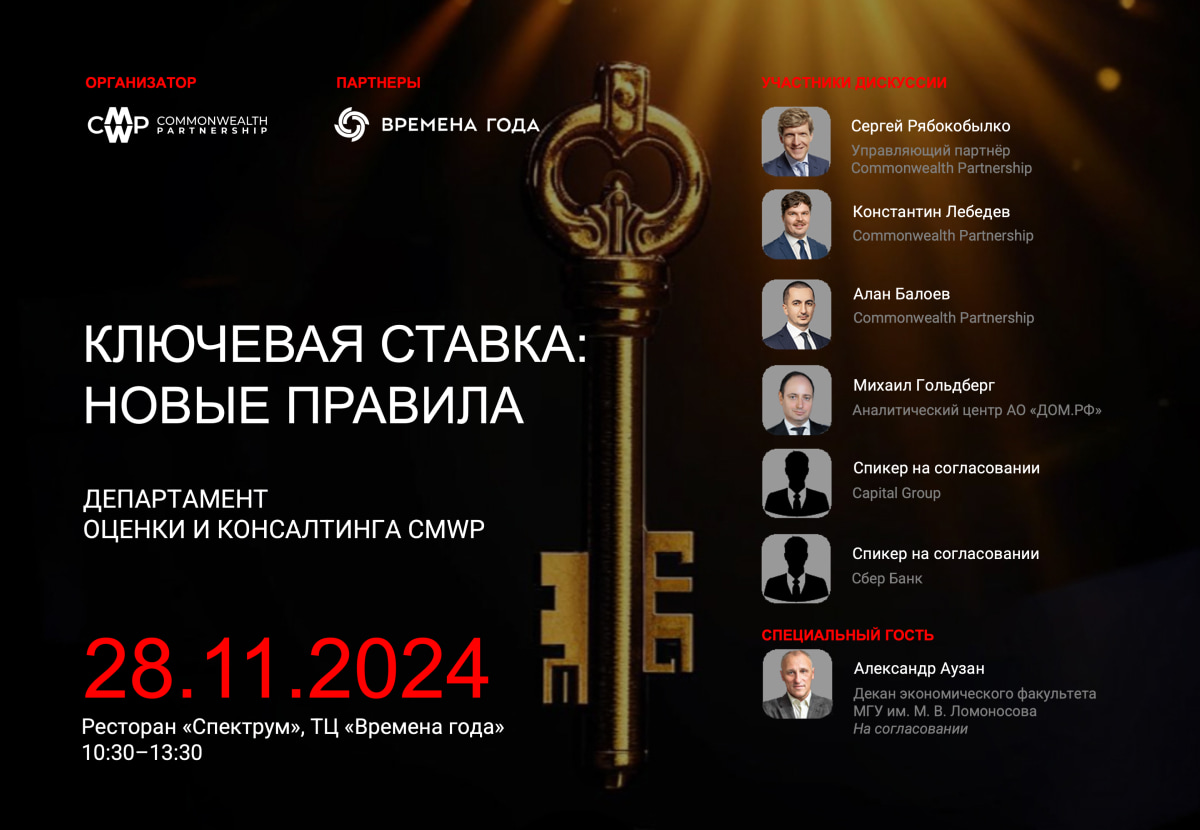 ОРГАНИЗАТОР
CMWP COMMONWEALTH
PARTNERSHIP
ПАРТНЕРЫ
ВРЕМЕНА ГОДА
КЛЮЧЕВАЯ СТАВКА:
НОВЫЕ ПРАВИЛА
ДЕПАРТАМЕНТ
ОЦЕНКИ И КОНСАЛТИНГА CMWP
28.11.2024
Ресторан «Спектрум», ТЦ «Времена года»
10:30–13:30
УЧАСТНИКИ ДИСКУССИИ
Сергей Рябокобылко
Управляющий партнёр
Commonwealth Partnership
Константин Лебедев
Commonwealth Partnership
Алан Балоев
Commonwealth Partnership
Михаил Гольдберг
Аналитический центр АО «ДОМ.РФ»
Спикер на согласовании
Capital Group
Спикер на согласовании
Сбер Банк
СПЕЦИАЛЬНЫЙ ГОСТЬ
Александр Аузан
Декан экономического факультета
МГУ им. М. В. Ломоносова
На согласовании